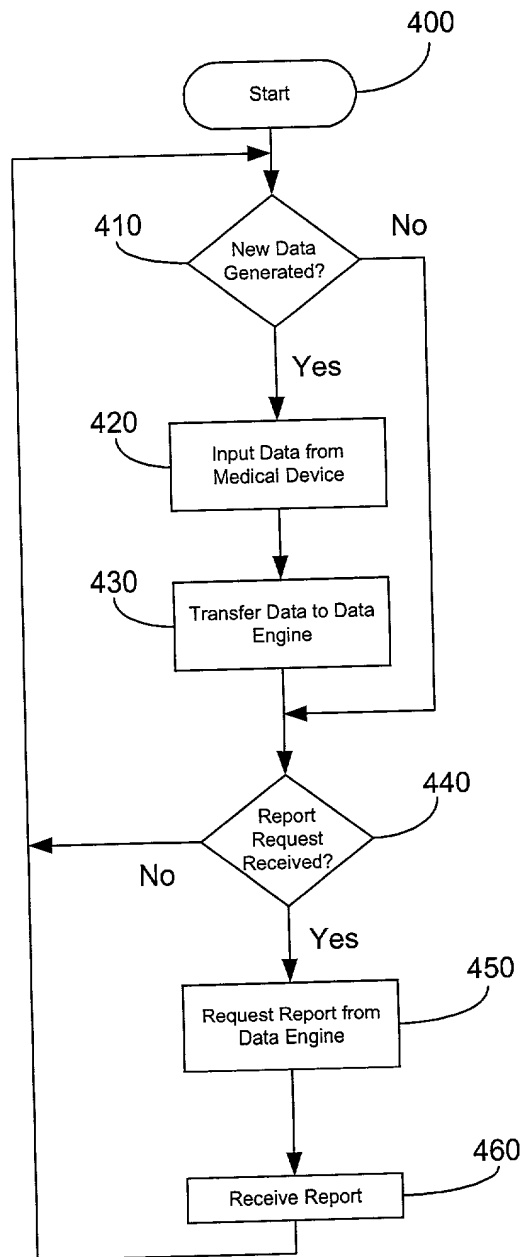 400
Start
410
New Data
Generated?
No
Yes
420
Input Data from
Medical Device
430
Transfer Data to Data
Engine
440
Report
Request
Received?
No
Yes
450
Request Report from
Data Engine
460
Receive Report